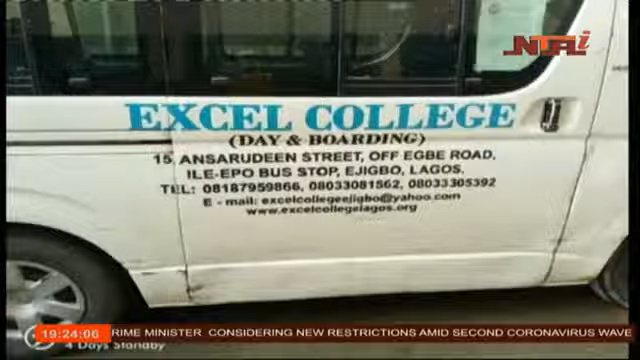 NTAi
EXCEL COLLEGE
(DAY & BOARDING)
15, ANSARUDEEN STREET, OFF EGBE ROAD,
ILE-EPO BUS STOP, EJIGBO, LAGOS.
TEL: 08187959866, 08033081562, 08033305392
E - mail: excelcollegeejigbo@yahoo.com
www.excelcollegelagos.org
19:24:06 RIME MINISTER CONSIDERING NEW RESTRICTIONS AMID SECOND CORONAVIRUS WAVE
4 Days Standby